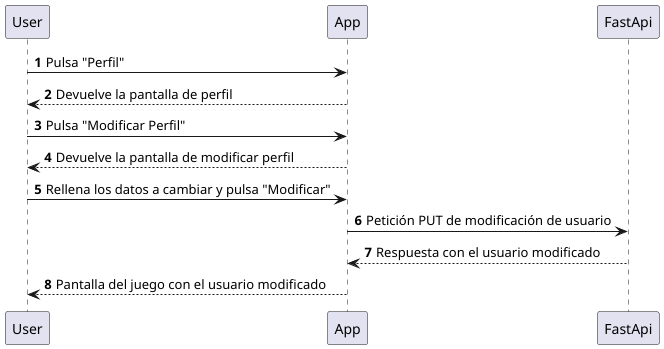 User App FastApi
1 Pulsa "Perfil"
2 Devuelve la pantalla de perfil
3 Pulsa "Modificar Perfil"
4 Devuelve la pantalla de modificar perfil
5 Rellena los datos a cambiar y pulsa "Modificar"
6 Petición PUT de modificación de usuario
7 Respuesta con el usuario modificado
8 Pantalla del juego con el usuario modificado
User App FastApi